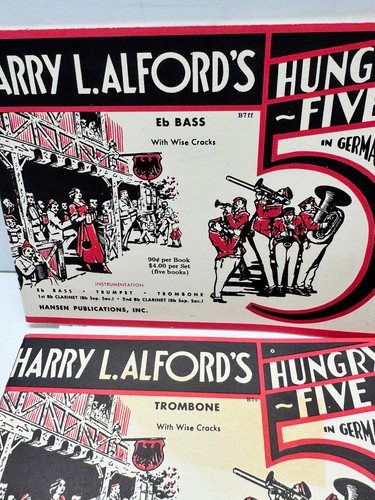 HARRY L. ALFORD'S
HUNG
~FIVE
IN GERMA
5
Eb BASS
B7ff
With Wise Cracks
90¢ per Book
$4.00 per Set
(five books)
INSTRUMENTATION
Eb BASS • TRUMPET • TROMBONE
1st Bb CLARINET (Bb Sop. Sax.) • 2nd Bb CLARINET (Bb Sop. Sax.)
HANSEN PUBLICATIONS, INC.
HARRY L. ALFORD'S
HUNGRY
~FIVE
IN GERMA
TROMBONE
With Wise Cracks